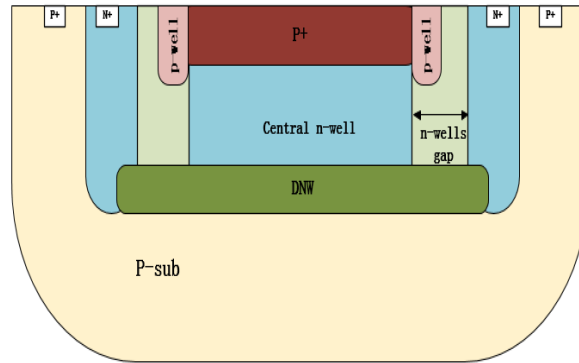 P+
N+
p-well
P+
p-well
N+
P+
Central n-well
n-wells
gap
DNW
P-sub